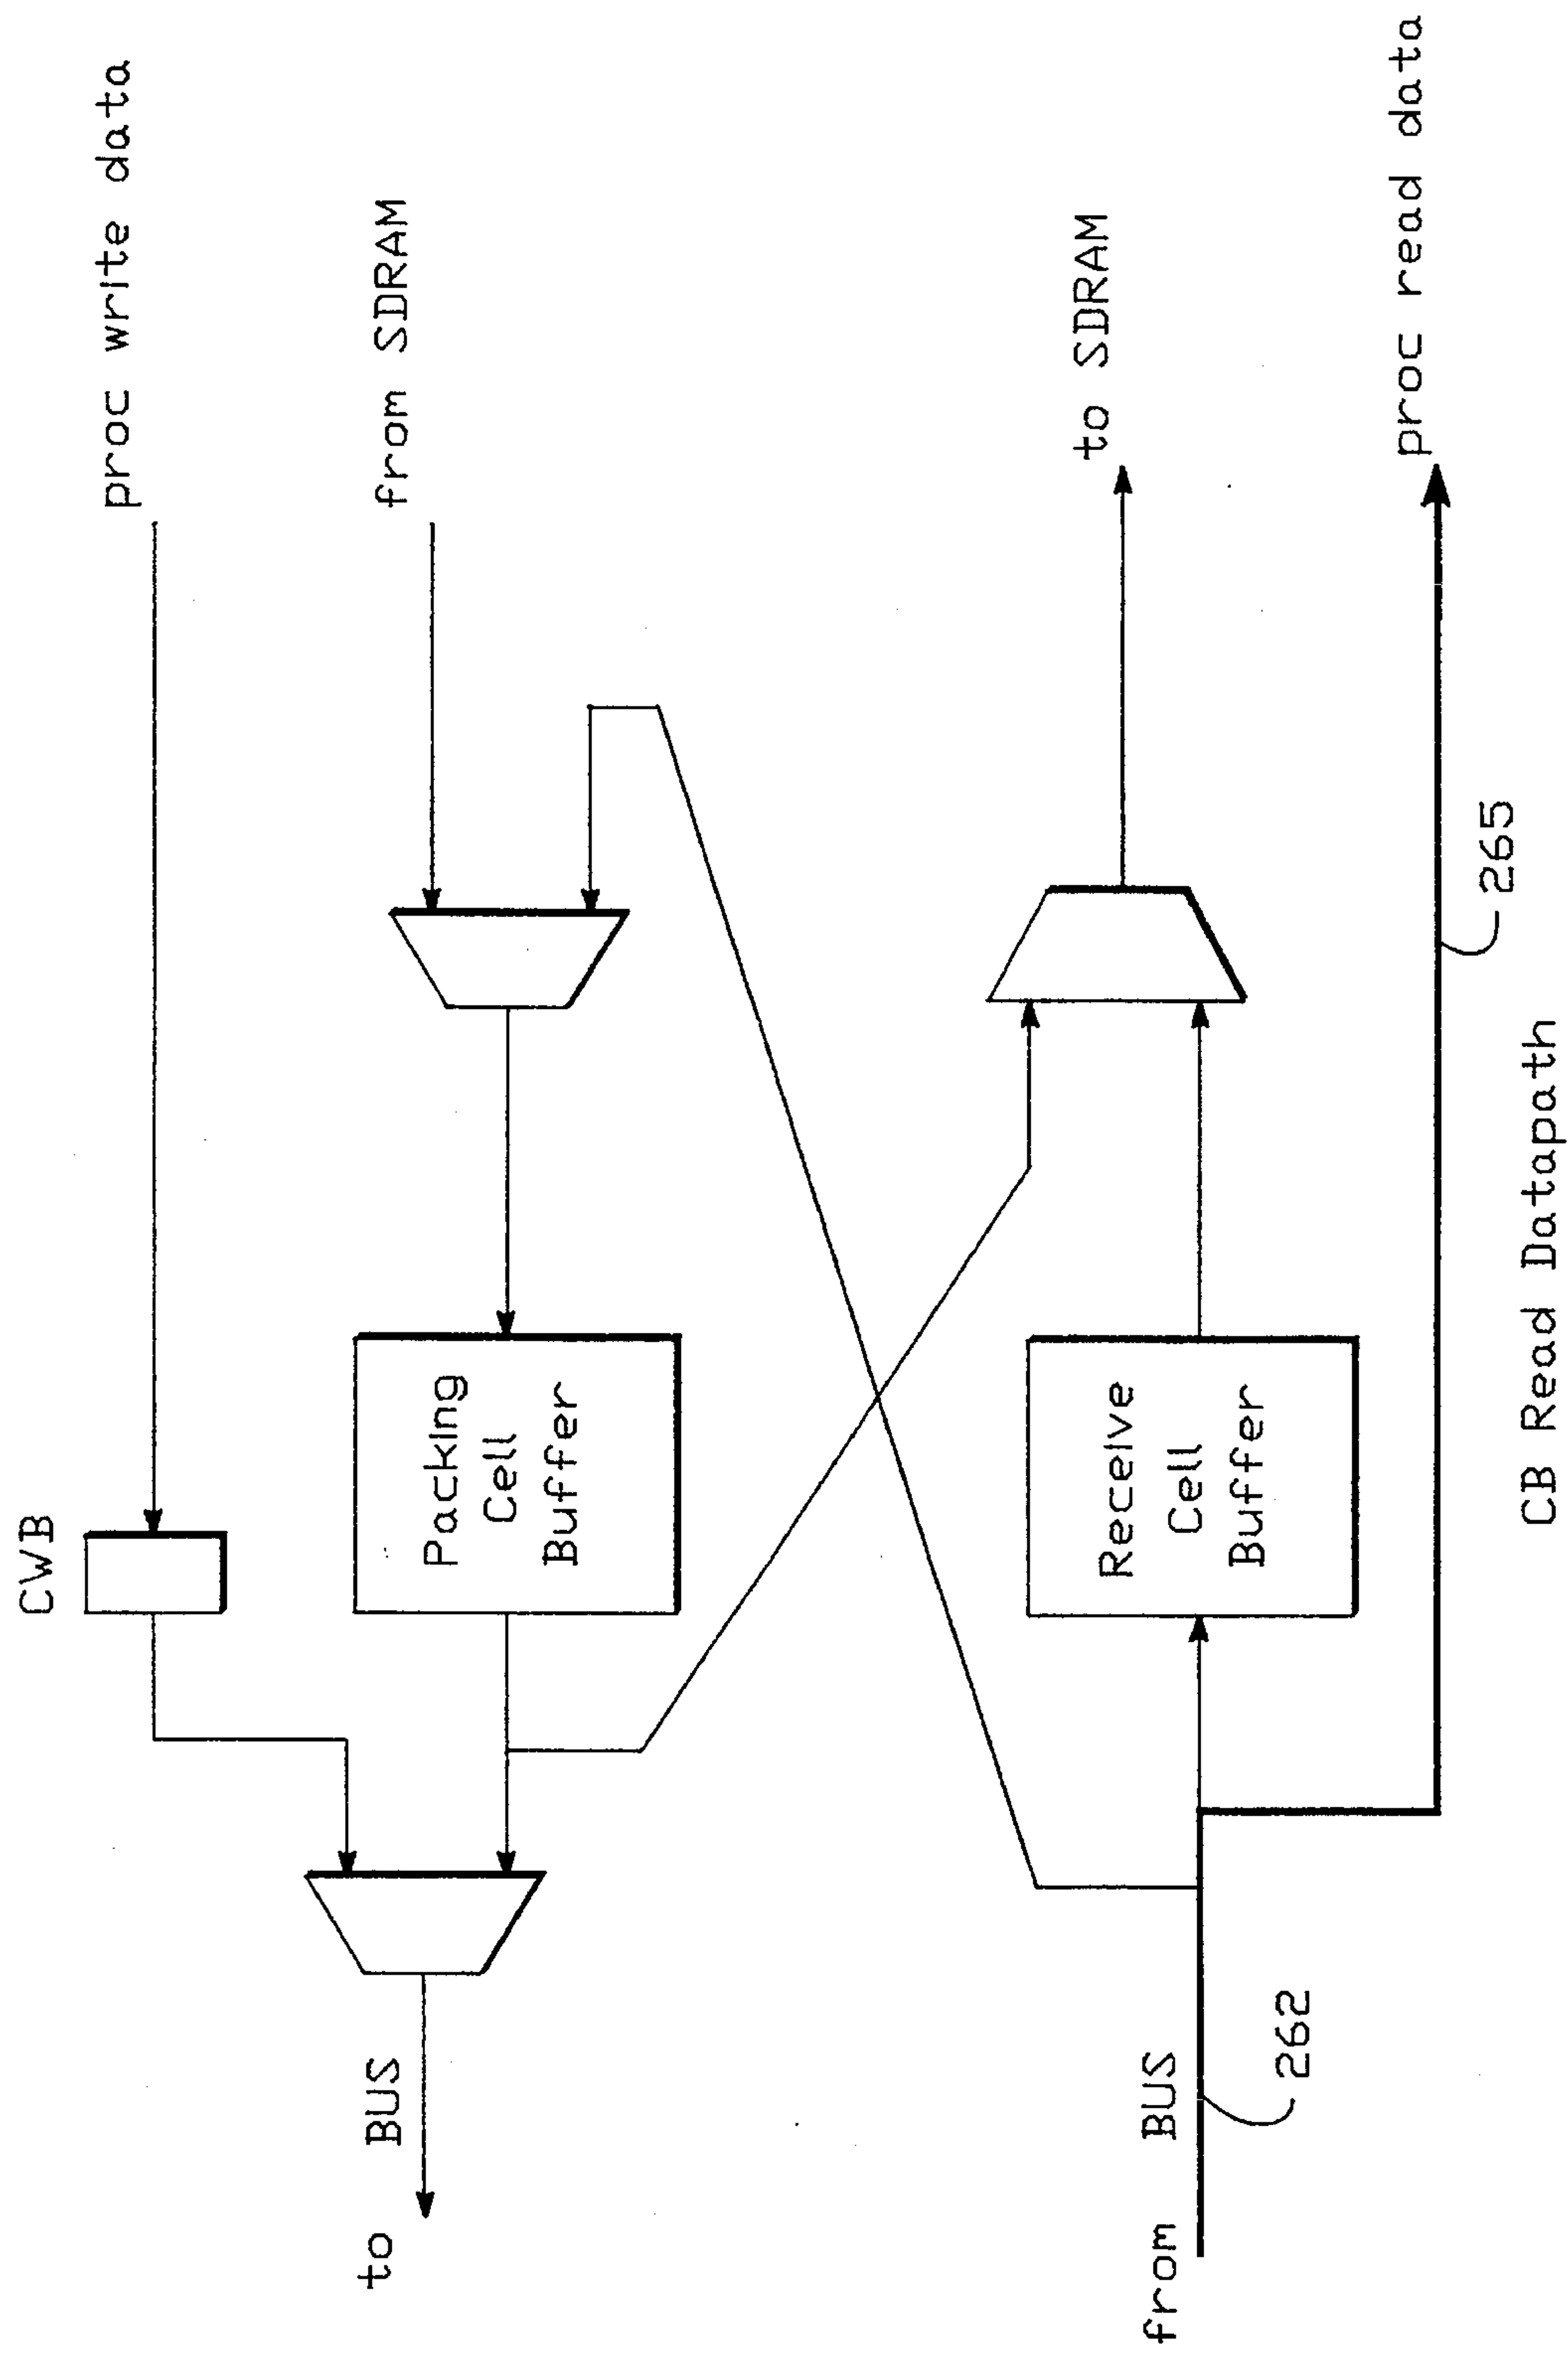 proc write data
CWB
from SDRAM
Packing
Cell
Buffer
to BUS
to SDRAM
Receive
Cell
Buffer
from BUS
262
proc read data
265
CB Read Datapath